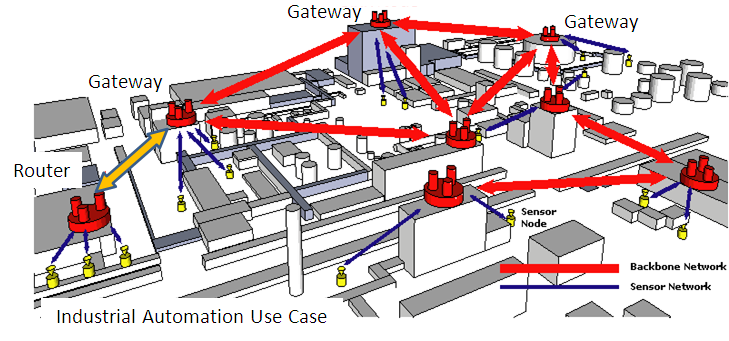 Gateway
Gateway
Gateway
Router
Sensor
Node
Backbone Network
Sensor Network
Industrial Automation Use Case